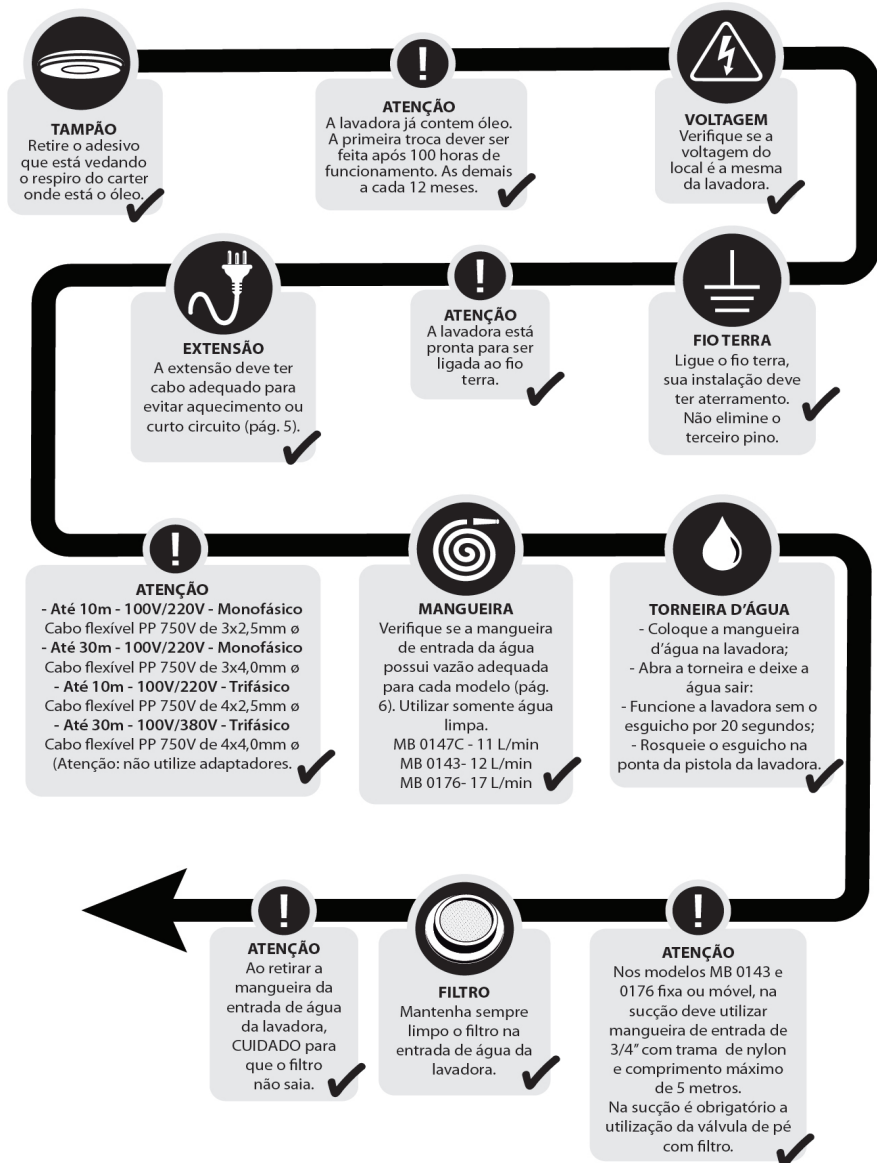 TAMPÃO
Retire o adesivo
que está vedando
o respiro do carter
onde está o óleo.
ATENÇÃO
A lavadora já contem óleo.
A primeira troca dever ser
feita após 100 horas de
funcionamento. As demais
a cada 12 meses.
VOLTAGEM
Verifique se a
voltagem do
local é a mesma
da lavadora.
FIO TERRA
Ligue o fio terra,
sua instalação deve
ter aterramento.
Não elimine o
terceiro pino.
ATENÇÃO
A lavadora está
pronta para ser
ligada ao fio
terra.
EXTENSÃO
A extensão deve ter
cabo adequado para
evitar aquecimento ou
curto circuito (pág. 5).
ATENÇÃO
- Até 10m - 100V/220V - Monofásico
Cabo flexível PP 750V de 3x2,5mm ø
- Até 30m - 100V/220V - Monofásico
Cabo flexível PP 750V de 3x4,0mm ø
- Até 10m - 100V/220V - Trifásico
Cabo flexível PP 750V de 4x2,5mm ø
- Até 30m - 100V/380V - Trifásico
Cabo flexível PP 750V de 4x4,0mm ø
(Atenção: não utilize adaptadores.
MANGUEIRA
Verifique se a mangueira
de entrada da água
possui vazão adequada
para cada modelo (pág.
6). Utilizar somente água
limpa.
MB 0147C - 11 L/min
MB 0143- 12 L/min
MB 0176- 17 L/min
TORNEIRA D’ÁGUA
- Coloque a mangueira
d’água na lavadora;
- Abra a torneira e deixe a
água sair:
- Funcione a lavadora sem o
esguicho por 20 segundos;
- Rosqueie o esguicho na
ponta da pistola da lavadora.
ATENÇÃO
Nos modelos MB 0143 e
0176 fixa ou móvel, na
sucção deve utilizar
mangueira de entrada de
3/4” com trama de nylon
e comprimento máximo
de 5 metros.
Na sucção é obrigatório a
utilização da válvula de pé
com filtro.
FILTRO
Mantenha sempre
limpo o filtro na
entrada de água da
lavadora.
ATENÇÃO
Ao retirar a
mangueira da
entrada de água
da lavadora,
CUIDADO para
que o filtro
não saia.